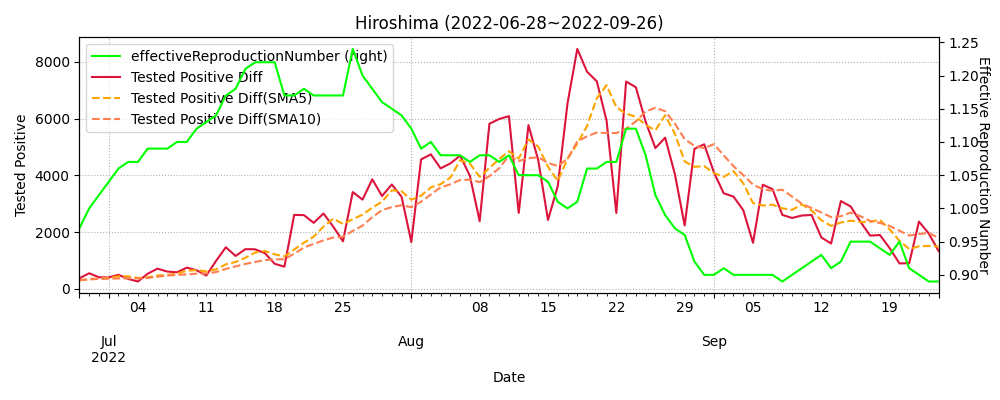 Hiroshima (2022-06-28~2022-09-26)
effectiveReproductionNumber (right)
Tested Positive Diff
Tested Positive Diff(SMA5)
Tested Positive Diff(SMA10)
Tested Positive
8000
6000
4000
2000
0
1.25
1.20
1.15
1.10
1.05
1.00
0.95
0.90
Effective Reproduction Number
04 11 18 25 08 15 22 29 05 12 19
Jul Aug Sep
2022
Date